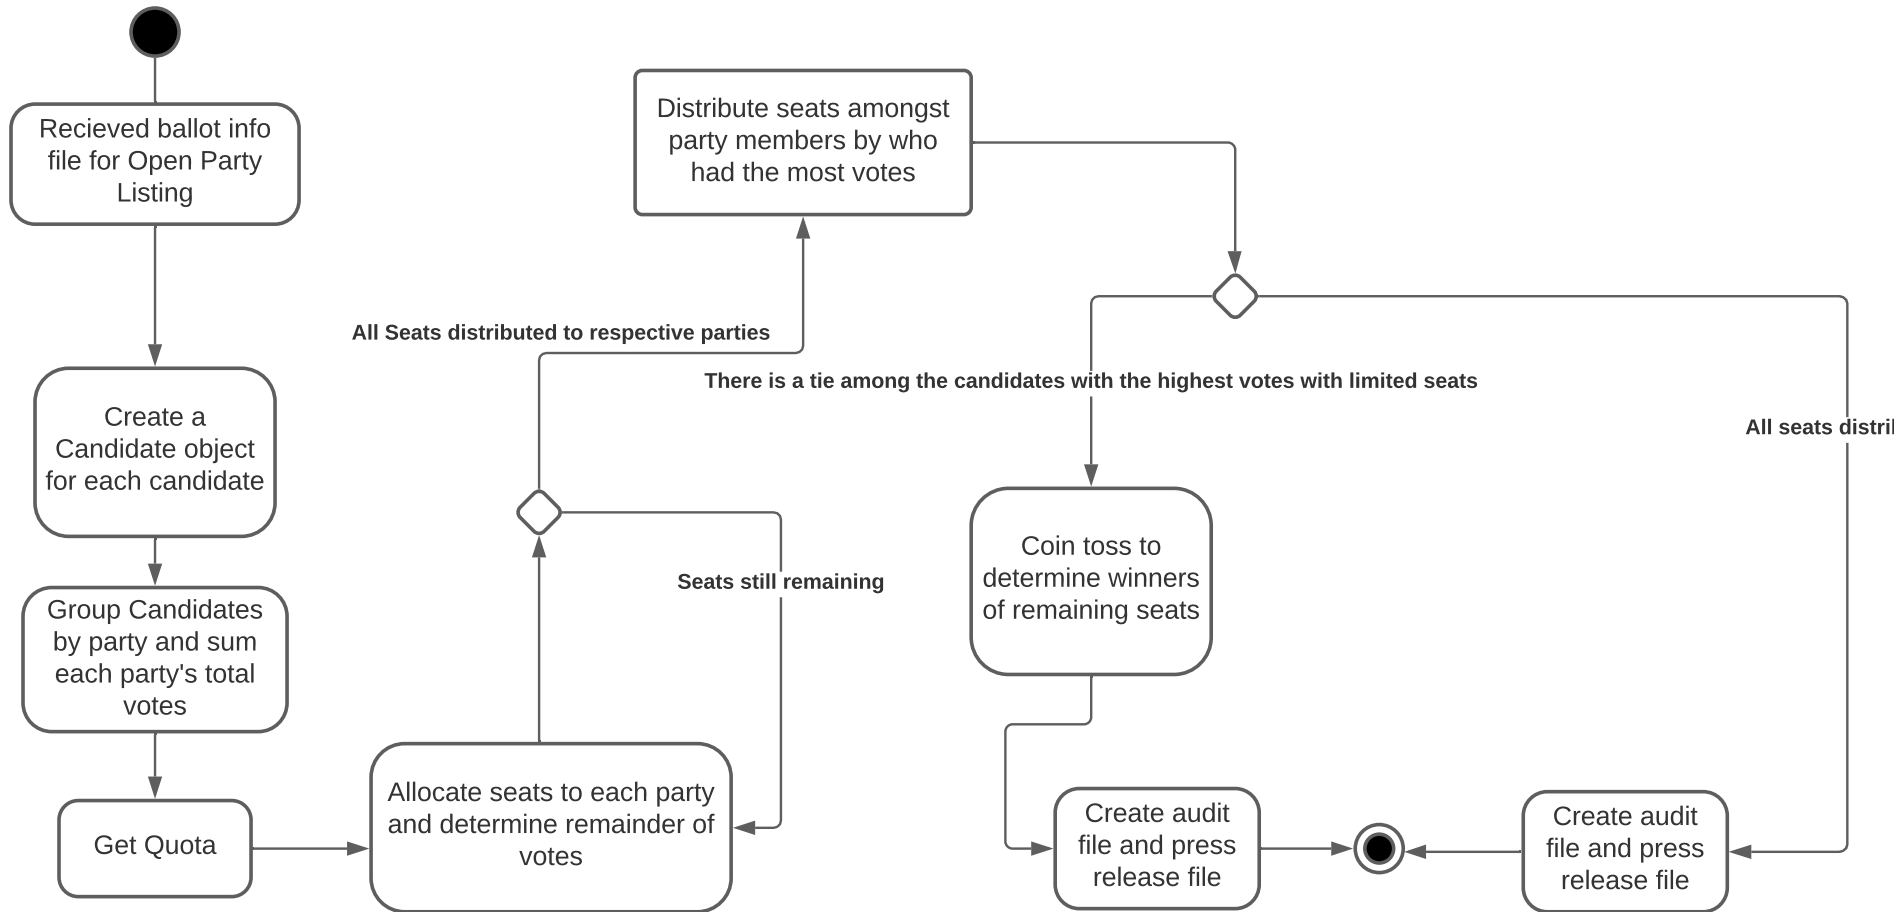 Recieved ballot info
file for Open Party
Listing
Create a
Candidate object
for each candidate
Group Candidates
by party and sum
each party's total
votes
Get Quota
Allocate seats to each party
and determine remainder of
votes
Seats still remaining
All Seats distributed to respective parties
Distribute seats amongst
party members by who
had the most votes
There is a tie among the candidates with the highest votes with limited seats
Coin toss to
determine winners
of remaining seats
Create audit
file and press
release file
All seats
Create audit
file and press
release file